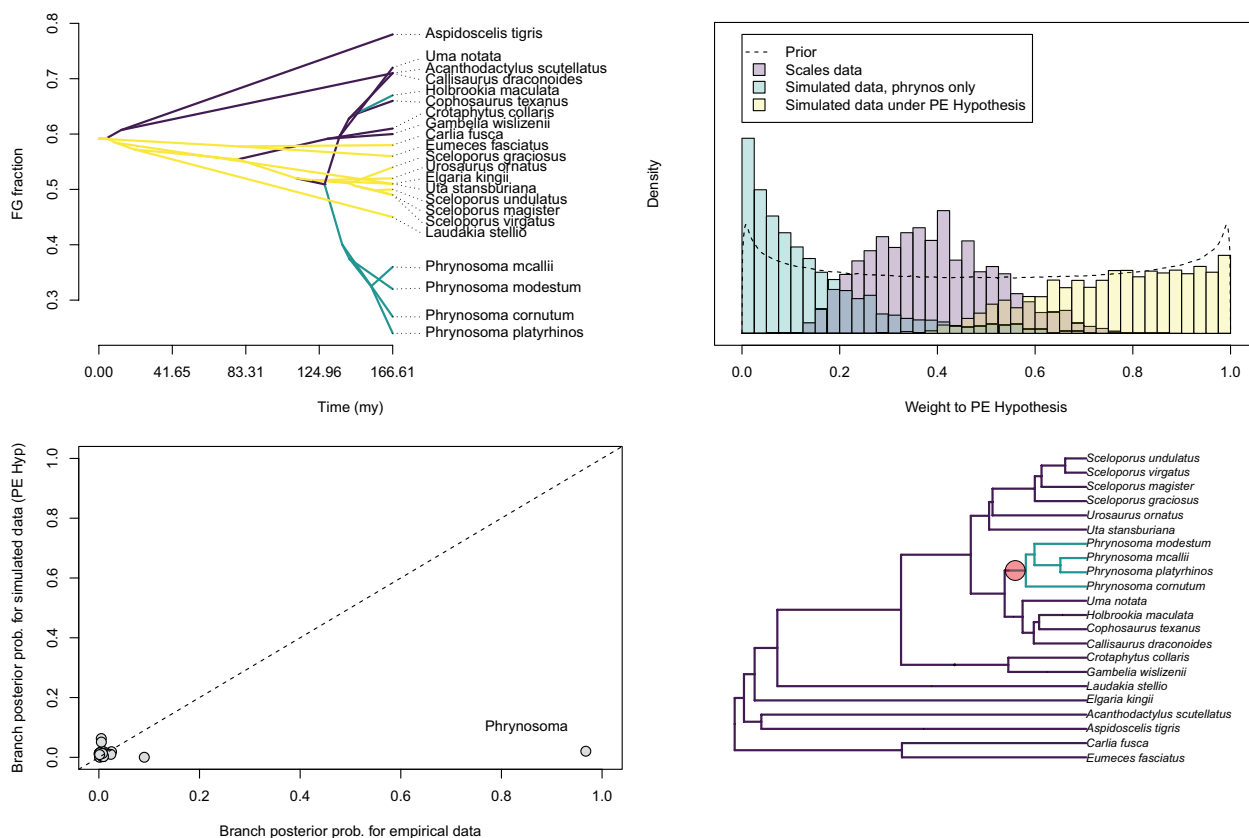 0.8
0.7
0.6
0.5
0.4
0.3
FG fraction
Aspidoscelis tigris
Uma notata
Acanthodactylus scutellatus
Callisaurus draconoides
Holbrookia maculata
Cophosaurus texanus
Crotaphytus collaris
Gambelia wislizenii
Carlia fusca
Eumeces fasciatus
Sceloporus graciosus
Urosaurus ornatus
Elgaria kingii
Uta stansburiana
Sceloporus undulatus
Sceloporus magister
Sceloporus virgatus
Laudakia stellio
Phrynosoma mcallii
Phrynosoma modestum
Phrynosoma cornutum
Phrynosoma platyrhinos
0.00 41.65 83.31 124.96 166.61
Time (my)
Prior
Scales data
Simulated data, phrynos only
Simulated data under PE Hypothesis
Density
0.0 0.2 0.4 0.6 0.8 1.0
Weight to PE Hypothesis
Branch posterior prob. for simulated data (PE Hyp)
1.0
0.8
0.6
0.4
0.2
0.0
Phrynosoma
0.0 0.2 0.4 0.6 0.8 1.0
Branch posterior prob. for empirical data
Sceloporus undulatus
Sceloporus virgatus
Sceloporus magister
Sceloporus graciosus
Urosaurus ornatus
Uta stansburiana
Phrynosoma modestum
Phrynosoma mcallii
Phrynosoma platyrhinos
Phrynosoma cornutum
Uma notata
Holbrookia maculata
Cophosaurus texanus
Callisaurus draconoides
Crotaphytus collaris
Gambelia wislizenii
Laudakia stellio
Elgaria kingii
Acanthodactylus scutellatus
Aspidoscelis tigris
Carlia fusca
Eumeces fasciatus